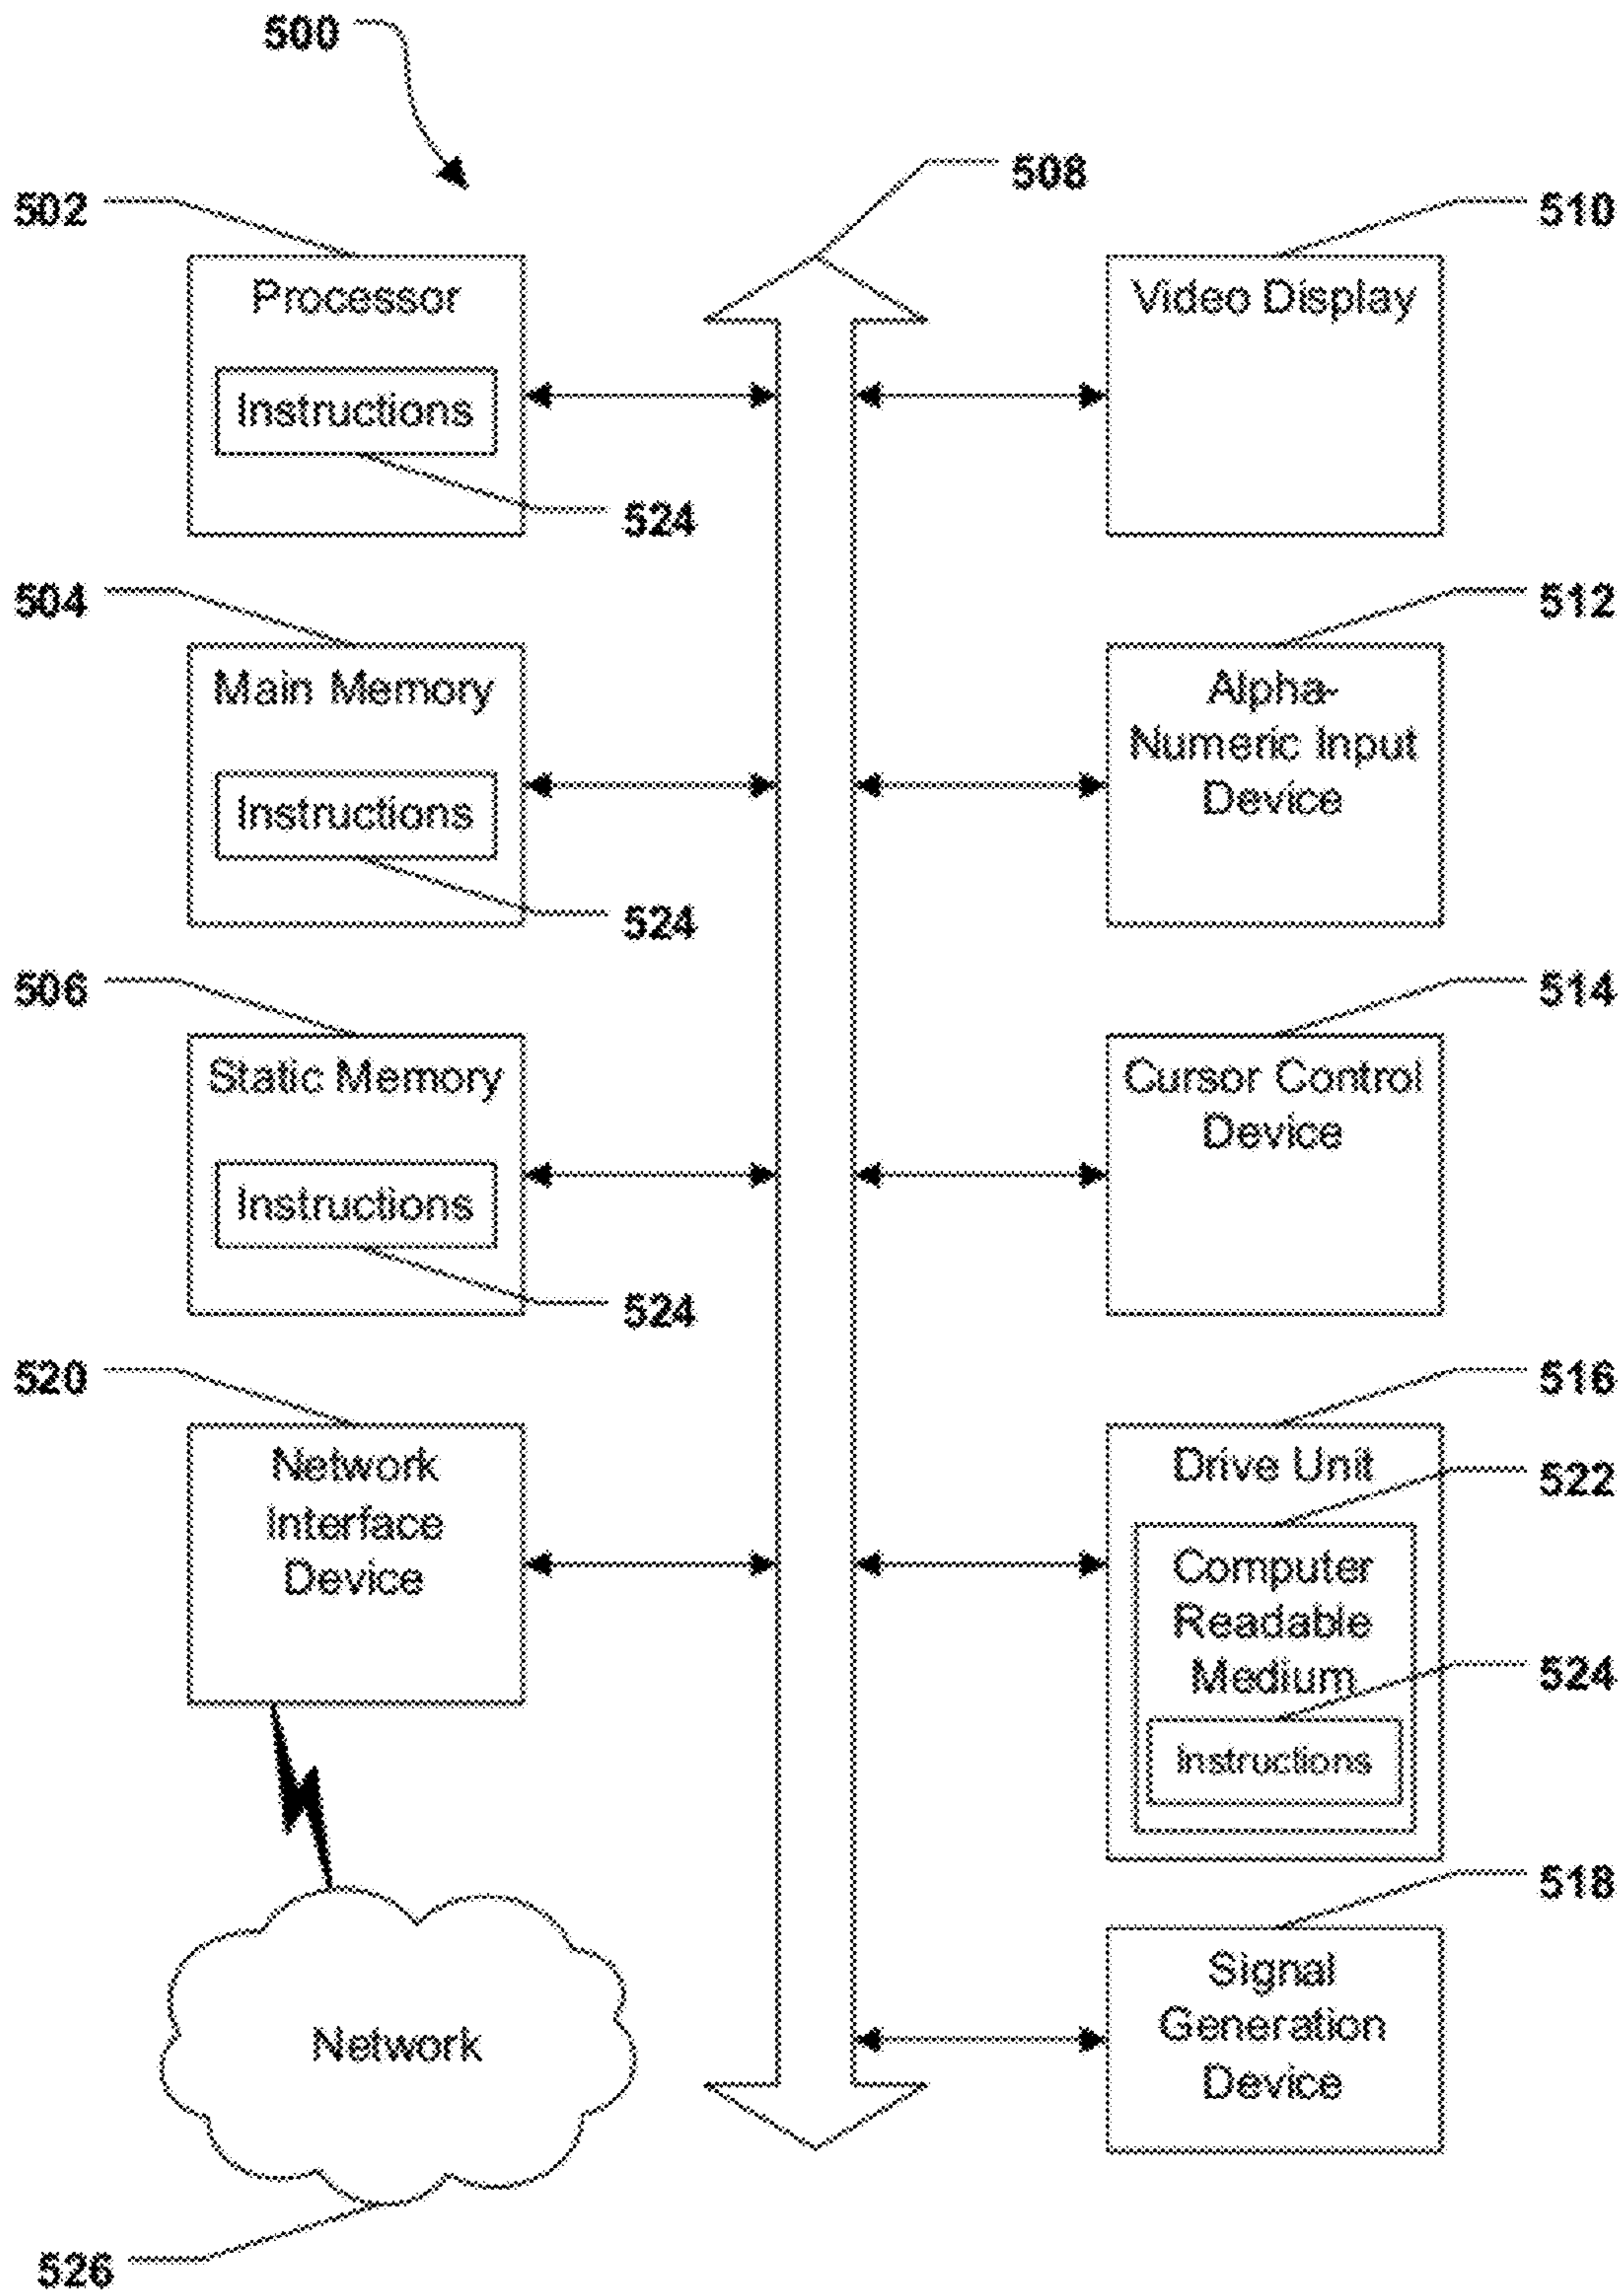 500
508
502
510
Processor
Instructions
524
Video Display
504
512
Main Memory
Instructions
524
Alpha-
Numeric Input
Device
506
514
Static Memory
Instructions
524
Cursor Control
Device
520
516
Network
Interface
Device
Drive Unit
522
Computer
Readable
Medium
524
Instructions
518
Signal
Generation
Device
Network
526